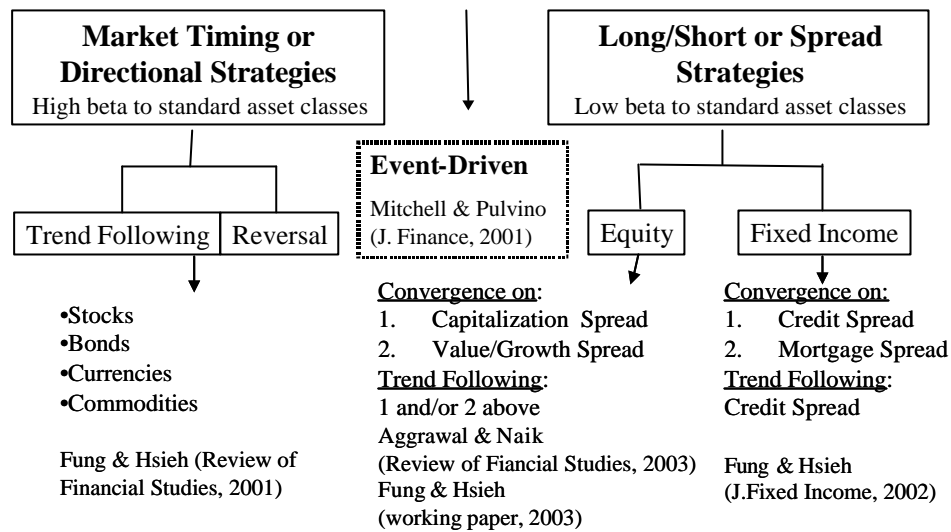 Market Timing or
Directional Strategies
High beta to standard asset classes
Long/Short or Spread
Strategies
Low beta to standard asset classes
Event-Driven
Mitchell & Pulvino
(J. Finance, 2001)
Trend Following
Reversal
Equity
Fixed Income
•Stocks
•Bonds
•Currencies
•Commodities
Fung & Hsieh (Review of
Financial Studies, 2001)
Convergence on:
1. Capitalization Spread
2. Value/Growth Spread
Trend Following:
1 and/or 2 above
Aggrawal & Naik
(Review of Fiancial Studies, 2003)
Fung & Hsieh
(working paper, 2003)
Convergence on:
1. Credit Spread
2. Mortgage Spread
Trend Following:
Credit Spread
Fung & Hsieh
(J.Fixed Income, 2002)